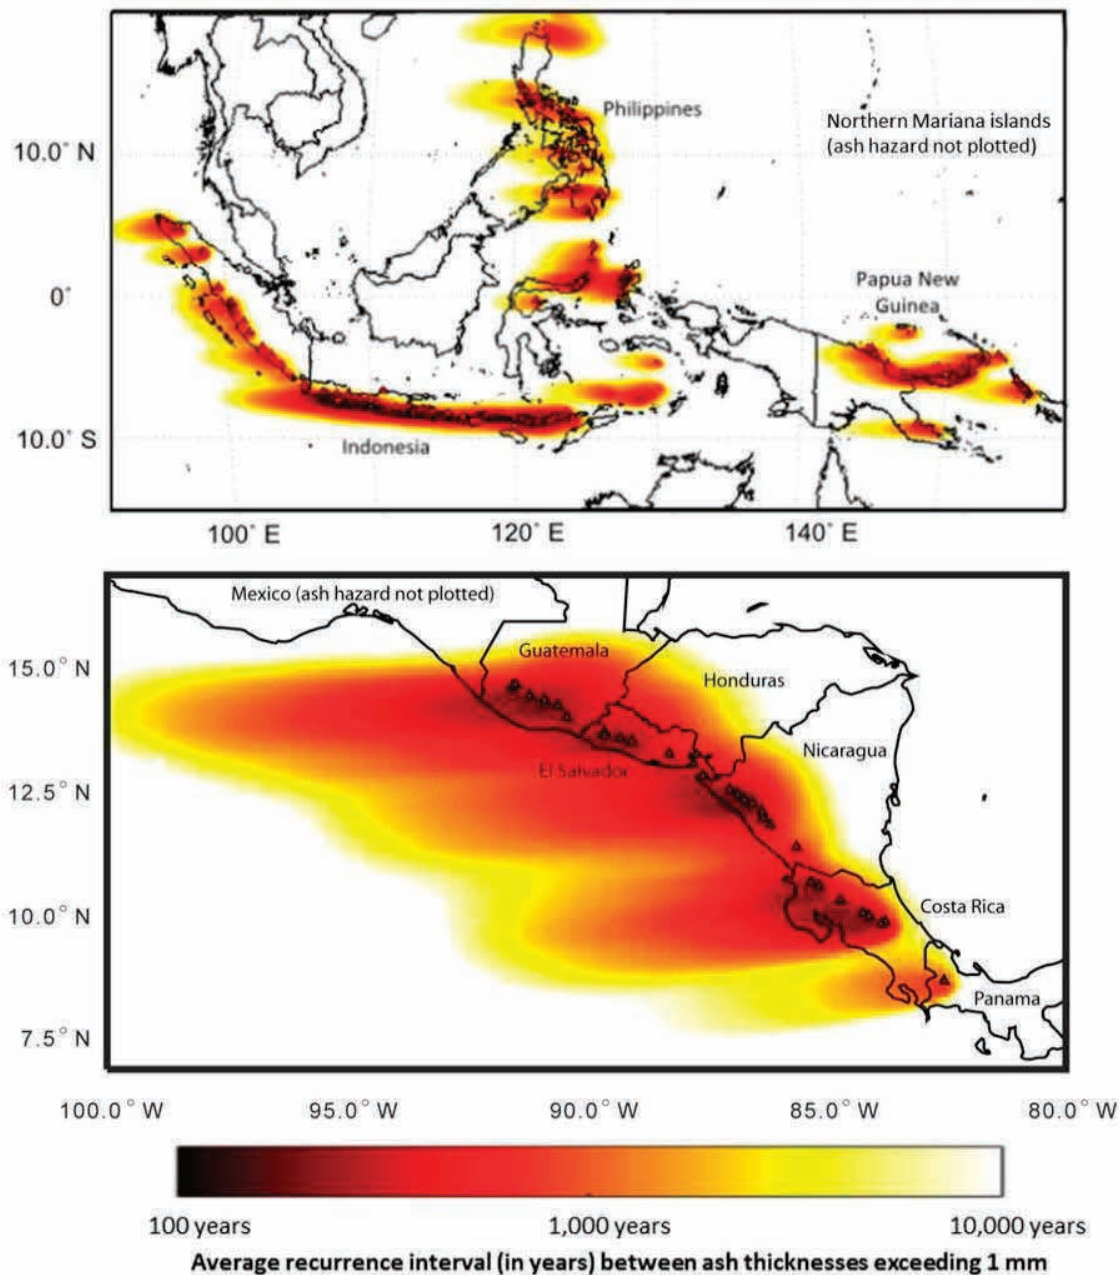 Philippines
Northern Mariana islands
(ash hazard not plotted)
10.0° N
Papua New
Guinea
0°
10.0° S
Indonesia
100° E
120° E
140° E
Mexico (ash hazard not plotted)
15.0° N
Guatemala
Honduras
Nicaragua
El Salvador
12.5° N
10.0° N
Costa Rica
Panama
7.5° N
100.0° W
95.0° W
90.0° W
85.0° W
80.0° W
100 years
1,000 years
10,000 years
Average recurrence interval (in years) between ash thicknesses exceeding 1 mm